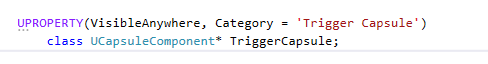 UPROPERTY(VisibleAnywhere, Category = 'Trigger Capsule')
class UCapsuleComponent* TriggerCapsule;